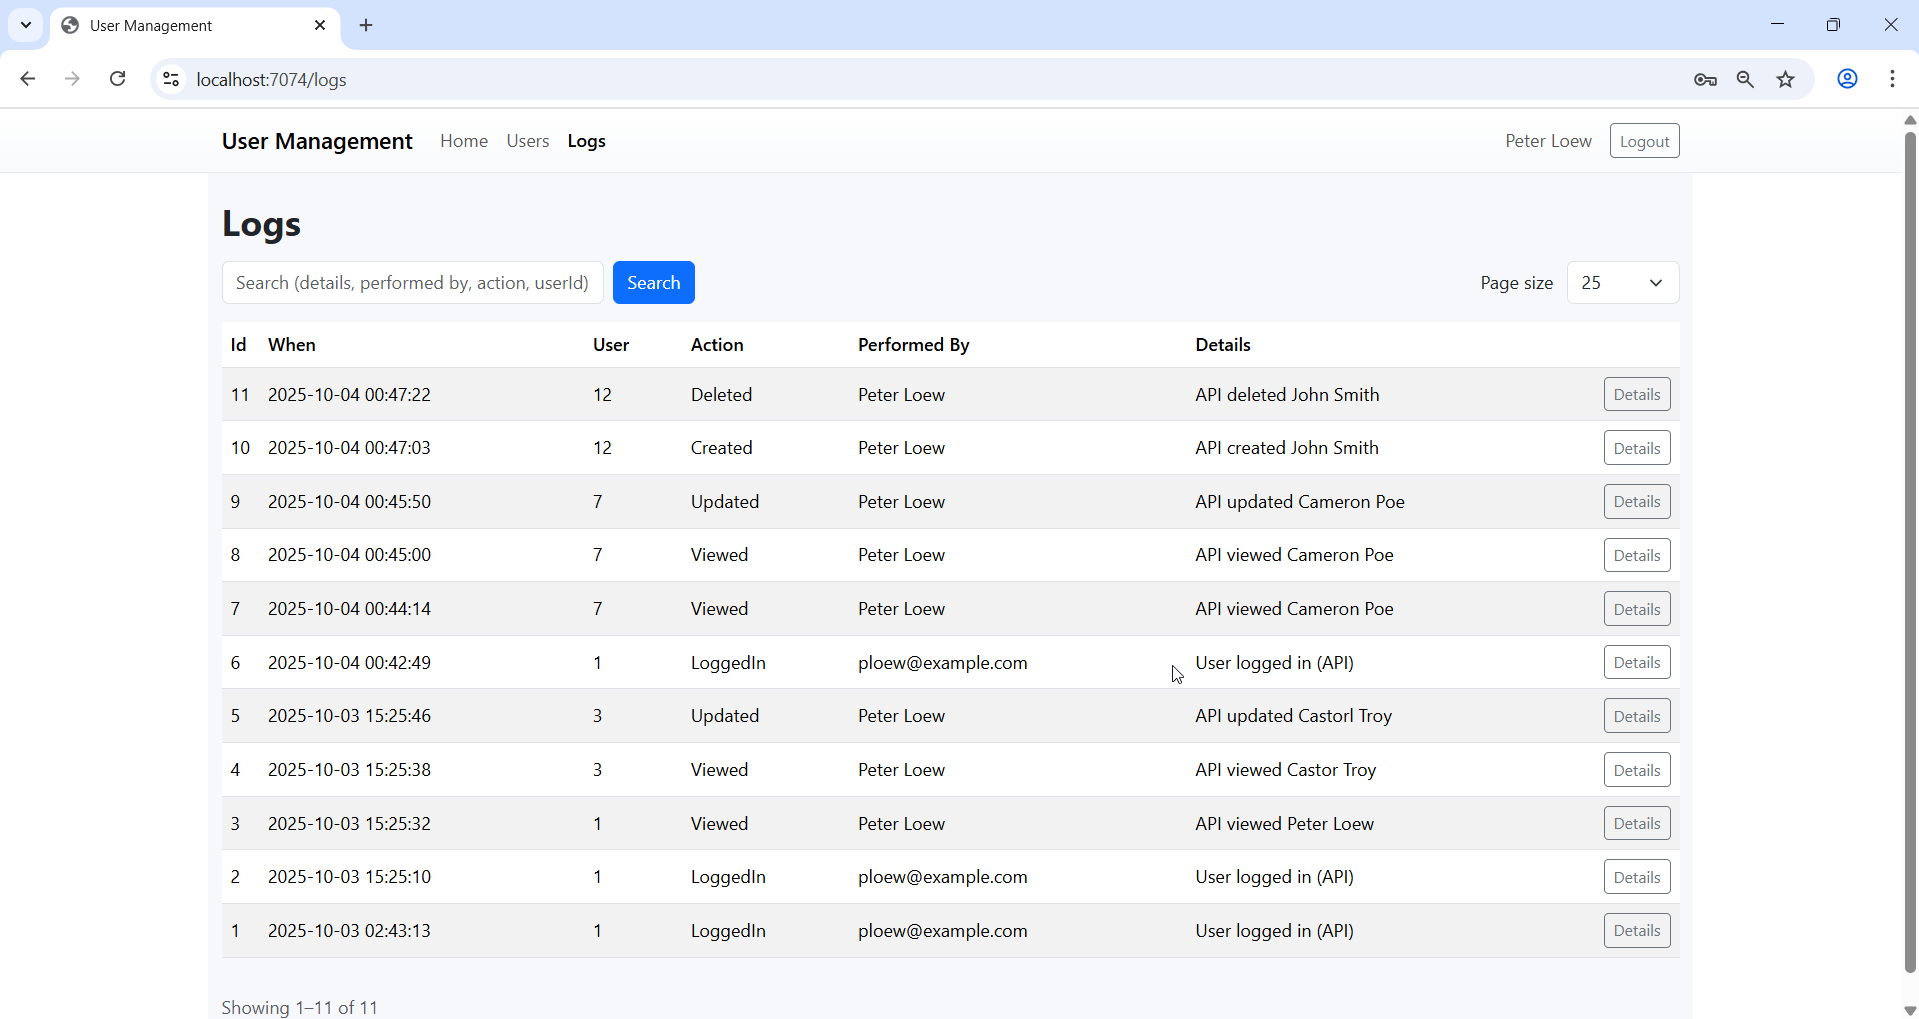 User Management
localhost:7074/logs
User Management Home Users Logs Peter Loew Logout
Logs
Search (details, performed by, action, userId) Search Page size 25
Id When User Action Performed By Details
11 2025-10-04 00:47:22 12 Deleted Peter Loew API deleted John Smith Details
10 2025-10-04 00:47:03 12 Created Peter Loew API created John Smith Details
9 2025-10-04 00:45:50 7 Updated Peter Loew API updated Cameron Poe Details
8 2025-10-04 00:45:00 7 Viewed Peter Loew API viewed Cameron Poe Details
7 2025-10-04 00:44:14 7 Viewed Peter Loew API viewed Cameron Poe Details
6 2025-10-04 00:42:49 1 LoggedIn ploew@example.com User logged in (API) Details
5 2025-10-03 15:25:46 3 Updated Peter Loew API updated Castorl Troy Details
4 2025-10-03 15:25:38 3 Viewed Peter Loew API viewed Castor Troy Details
3 2025-10-03 15:25:32 1 Viewed Peter Loew API viewed Peter Loew Details
2 2025-10-03 15:25:10 1 LoggedIn ploew@example.com User logged in (API) Details
1 2025-10-03 02:43:13 1 LoggedIn ploew@example.com User logged in (API) Details
Showing 1–11 of 11